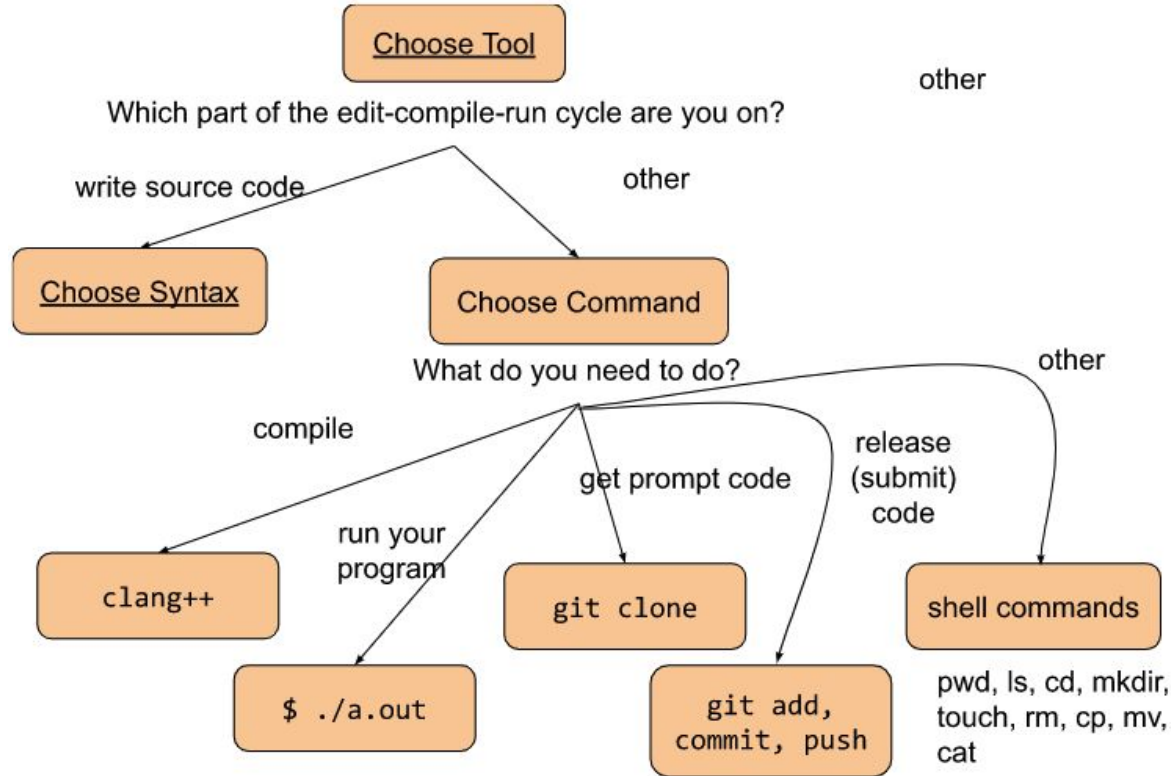 Choose Tool
other
Which part of the edit-compile-run cycle are you on?
write source code
other
Choose Syntax
Choose Command
What do you need to do?
other
compile
release
(submit)
code
get prompt code
run your
program
clang++
git clone
shell commands
$ ./a.out
git add,
commit, push
pwd, ls, cd, mkdir,
touch, rm, cp, mv,
cat